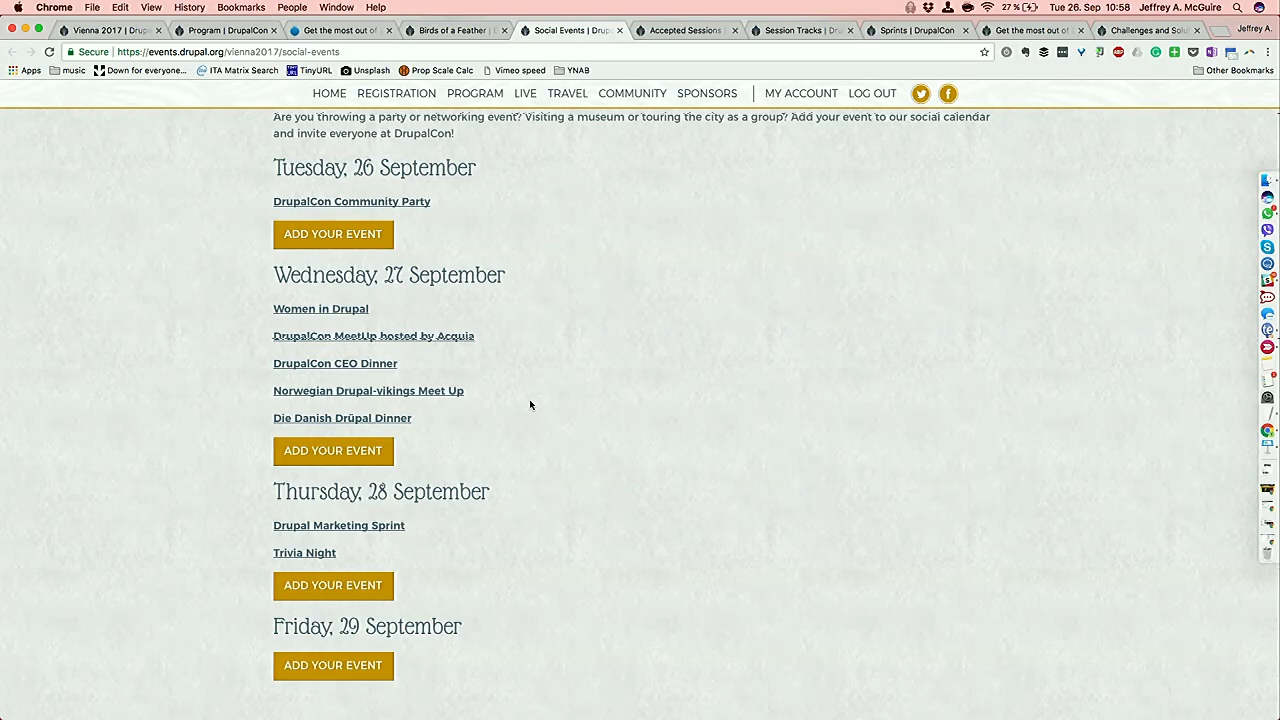 Chrome File Edit View History Bookmarks People Window Help 27 % Tue 26. Sep 10:58 Jeffrey A. McGuire
Vienna 2017 | Drupe Program | DrupalCon Get the most out of Birds of a Feather | Social Events | Drup Accepted Sessions Session Tracks | Dr Sprints | DrupalCon Get the most out of Challenges and Solu Jeffrey A.
Secure https://events.drupal.org/vienna2017/social-events
Apps music Down for everyone... ITA Matrix Search TinyURL Unsplash Prop Scale Calc Vimeo speed YNAB Other Bookmarks
HOME REGISTRATION PROGRAM LIVE TRAVEL COMMUNITY SPONSORS MY ACCOUNT LOG OUT
Are you throwing a party or networking event? Visiting a museum or touring the city as a group? Add your event to our social calendar
and invite everyone at DrupalCon!
Tuesday, 26 September
DrupalCon Community Party
ADD YOUR EVENT
Wednesday, 27 September
Women in Drupal
DrupalCon MeetUp hosted by Acquia
DrupalCon CEO Dinner
Norwegian Drupal-vikings Meet Up
Die Danish Drüpal Dinner
ADD YOUR EVENT
Thursday, 28 September
Drupal Marketing Sprint
Trivia Night
ADD YOUR EVENT
Friday, 29 September
ADD YOUR EVENT